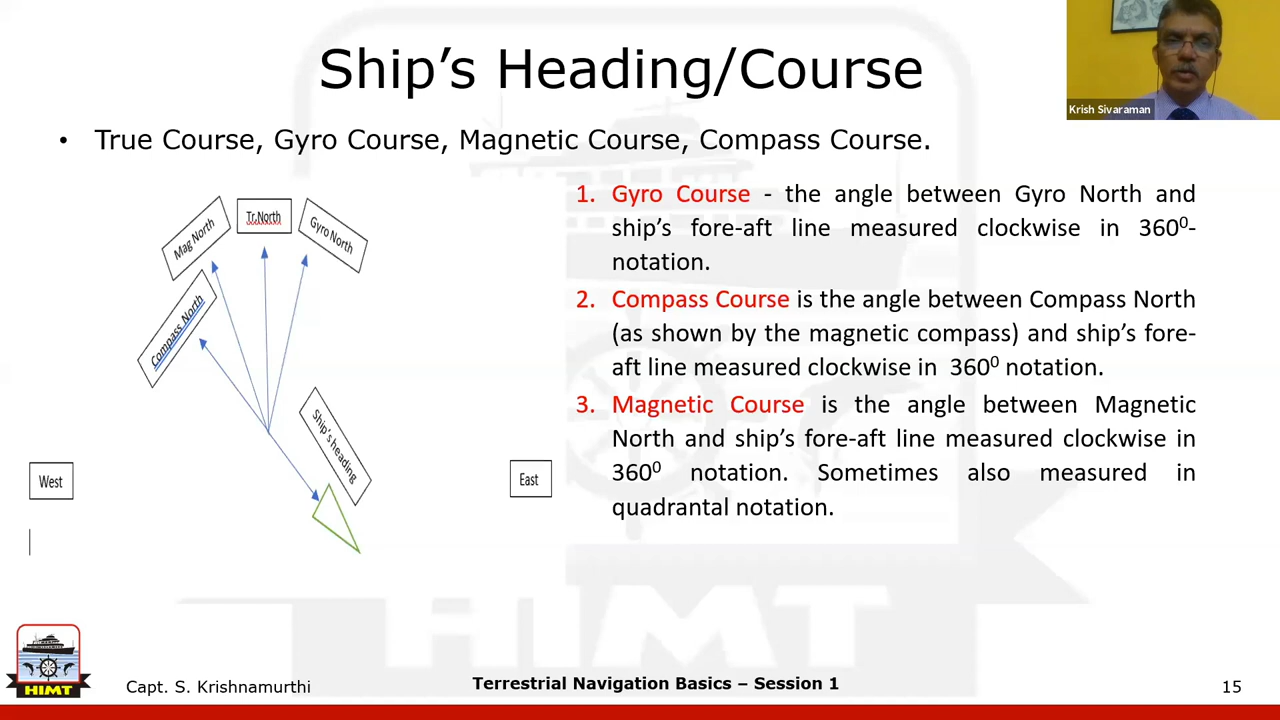 Ship's Heading/Course
Krish Sivaraman
• True Course, Gyro Course, Magnetic Course, Compass Course.
Mag North
Tr.North
Gyro North
Compass North
Ship's heading
West
East
1. Gyro Course - the angle between Gyro North and
ship's fore-aft line measured clockwise in 360⁰-
notation.
2. Compass Course is the angle between Compass North
(as shown by the magnetic compass) and ship's fore-
aft line measured clockwise in 360⁰ notation.
3. Magnetic Course is the angle between Magnetic
North and ship's fore-aft line measured clockwise in
360⁰ notation. Sometimes also measured in
quadrantal notation.
HIMT
HIMT
Capt. S. Krishnamurthi
Terrestrial Navigation Basics – Session 1
15